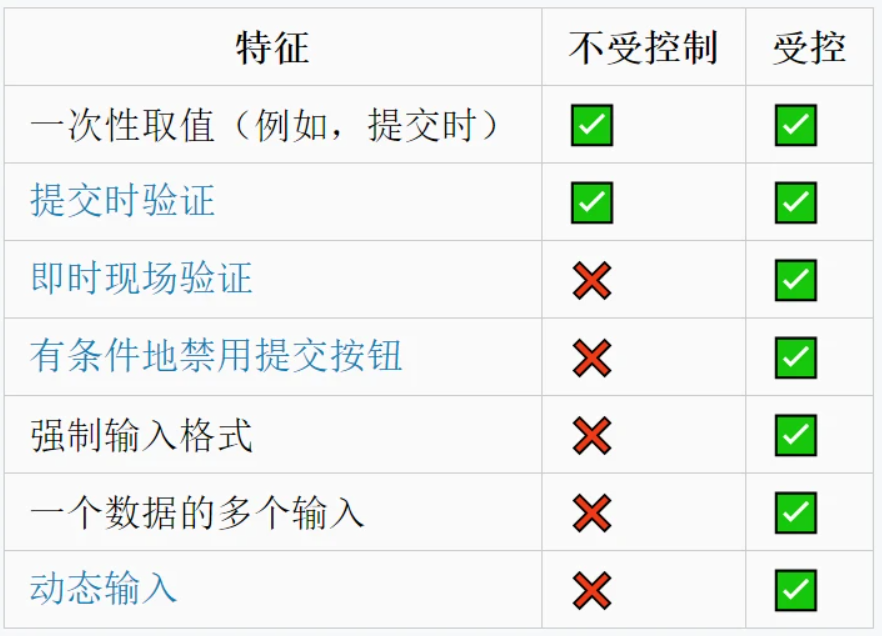 特征 不受控制 受控
一次性取值（例如，提交时） ✅ ✅
提交时验证 ✅ ✅
即时现场验证 ❌ ✅
有条件地禁用提交按钮 ❌ ✅
强制输入格式 ❌ ✅
一个数据的多个输入 ❌ ✅
动态输入 ❌ ✅